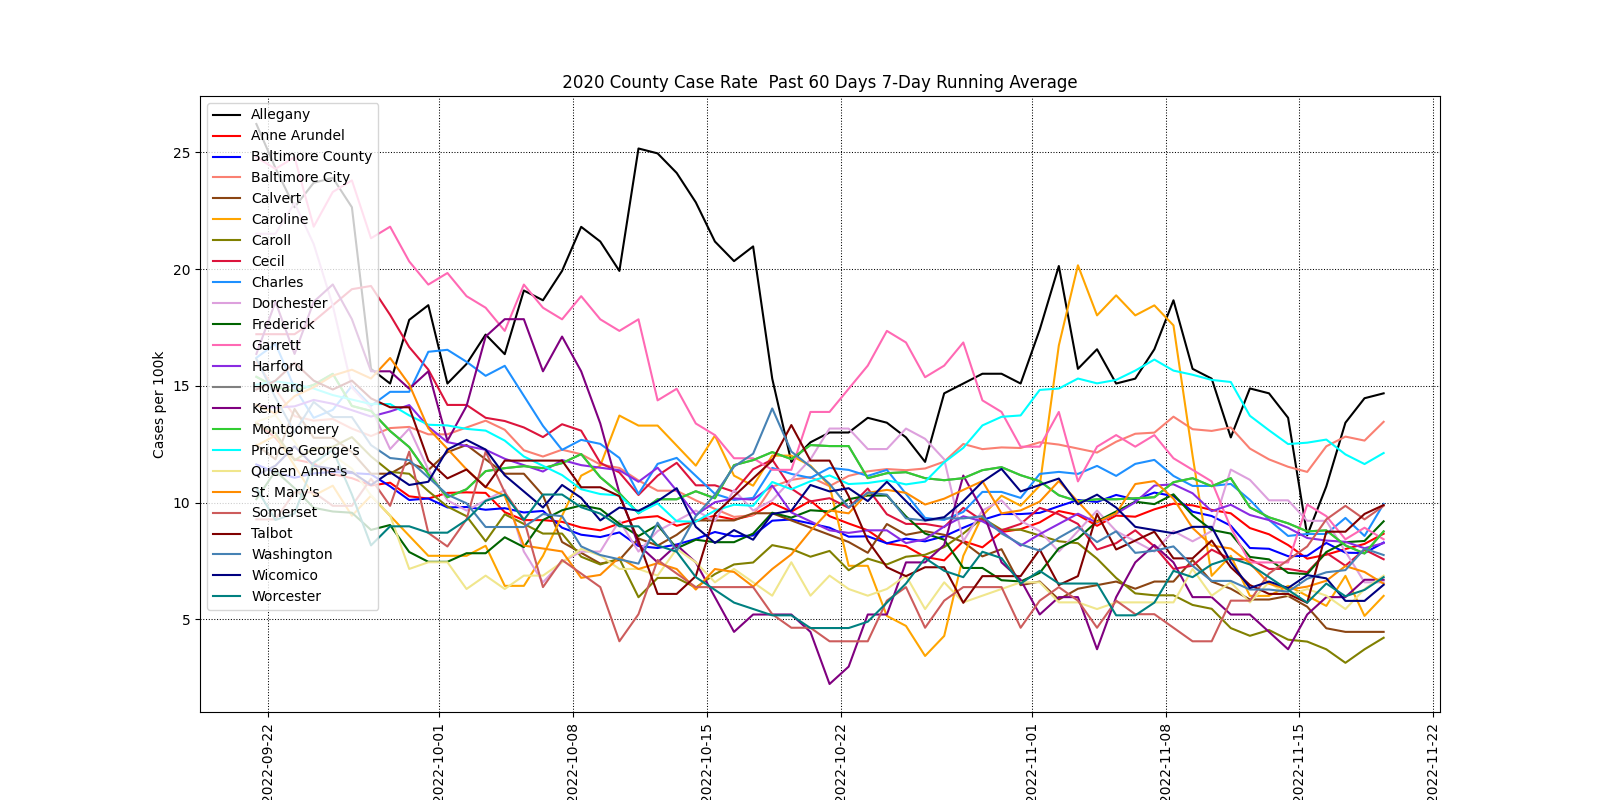 2020 County Case Rate  Past 60 Days 7-Day Running Average
Cases per 100k
25
20
15
10
5
Allegany
Anne Arundel
Baltimore County
Baltimore City
Calvert
Caroline
Caroll
Cecil
Charles
Dorchester
Frederick
Garrett
Harford
Howard
Kent
Montgomery
Prince George's
Queen Anne's
St. Mary's
Somerset
Talbot
Washington
Wicomico
Worcester
2022-09-22
2022-10-01
2022-10-08
2022-10-15
2022-10-22
2022-11-01
2022-11-08
2022-11-15
2022-11-22